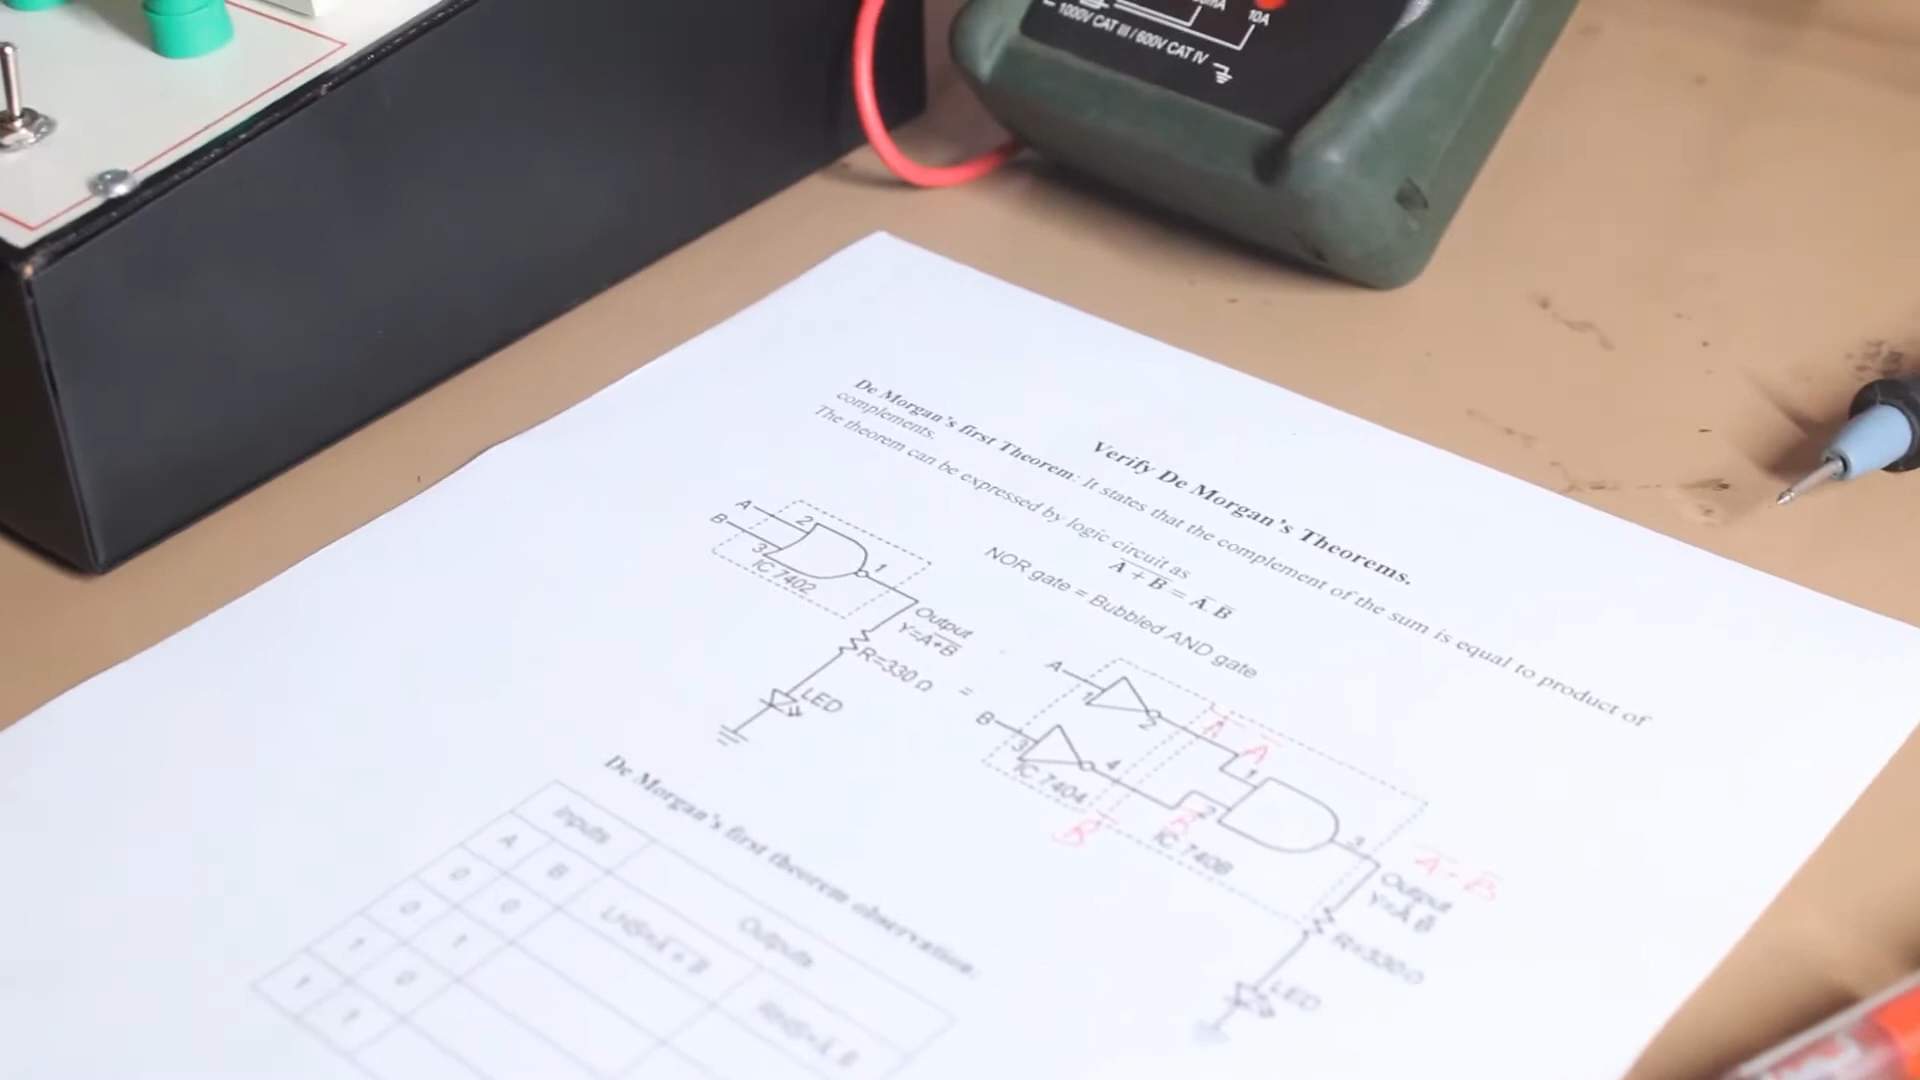 10A
1000V CAT III / 600V CAT IV
Verify De Morgan's Theorems.
De Morgan's first Theorem: It states that the complement of the sum is equal to product of
complements.
The theorem can be expressed by logic circuit as
A̅ ̅+̅ ̅B̅ = A̅.B̅
NOR gate = Bubbled AND gate
A
B
2
3
1
IC 7402
Output
Y=A̅+̅B̅
R=330 Ω
LED
=
A
B
1
2
3
4
IC 7404
A̅
A̅
B̅
B̅
1
2
3
IC 7408
A̅ · B̅
Output
Y=A̅.B̅
R=330Ω
LED
De Morgan's first theorem observation:
Inputs
Outputs
A
B
LHS=A̅ ̅+̅ ̅B̅
RHS=A̅.B̅
0
0
0
1
1
0
1
1